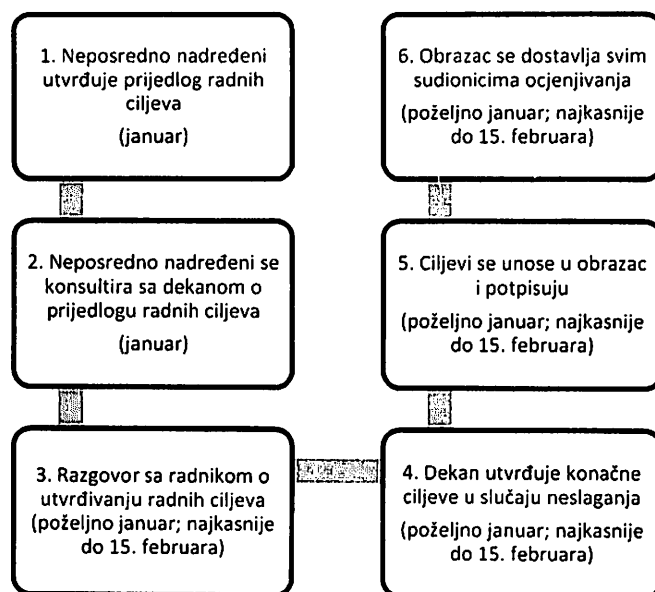 1. Neposredno nadređeni
utvrđuje prijedlog radnih
ciljeva
(januar)
2. Neposredno nadređeni se
konsultira sa dekanom o
prijedlogu radnih ciljeva
(januar)
3. Razgovor sa radnikom o
utvrđivanju radnih ciljeva
(poželjno januar; najkasnije
do 15. februara)
4. Dekan utvrđuje konačne
ciljeve u slučaju neslaganja
(poželjno januar; najkasnije
do 15. februara)
5. Ciljevi se unose u obrazac
i potpisuju
(poželjno januar; najkasnije
do 15. februara)
6. Obrazac se dostavlja svim
sudionicima ocjenjivanja
(poželjno januar; najkasnije
do 15. februara)